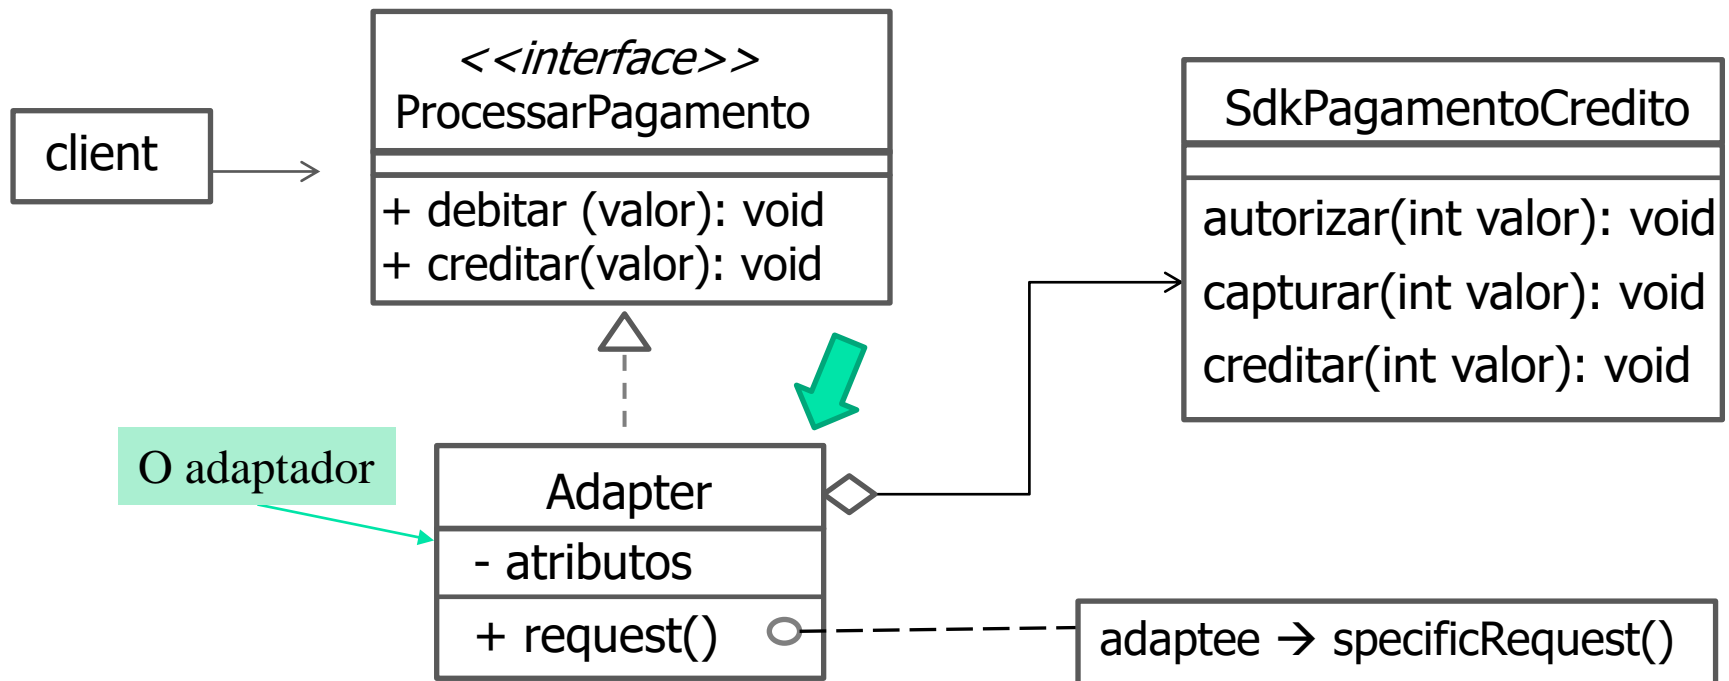 client
<<interface>>
ProcessarPagamento
+ debitar (valor): void
+ creditar(valor): void
SdkPagamentoCredito
autorizar(int valor): void
capturar(int valor): void
creditar(int valor): void
O adaptador
Adapter
- atributos
+ request()
adaptee → specificRequest()